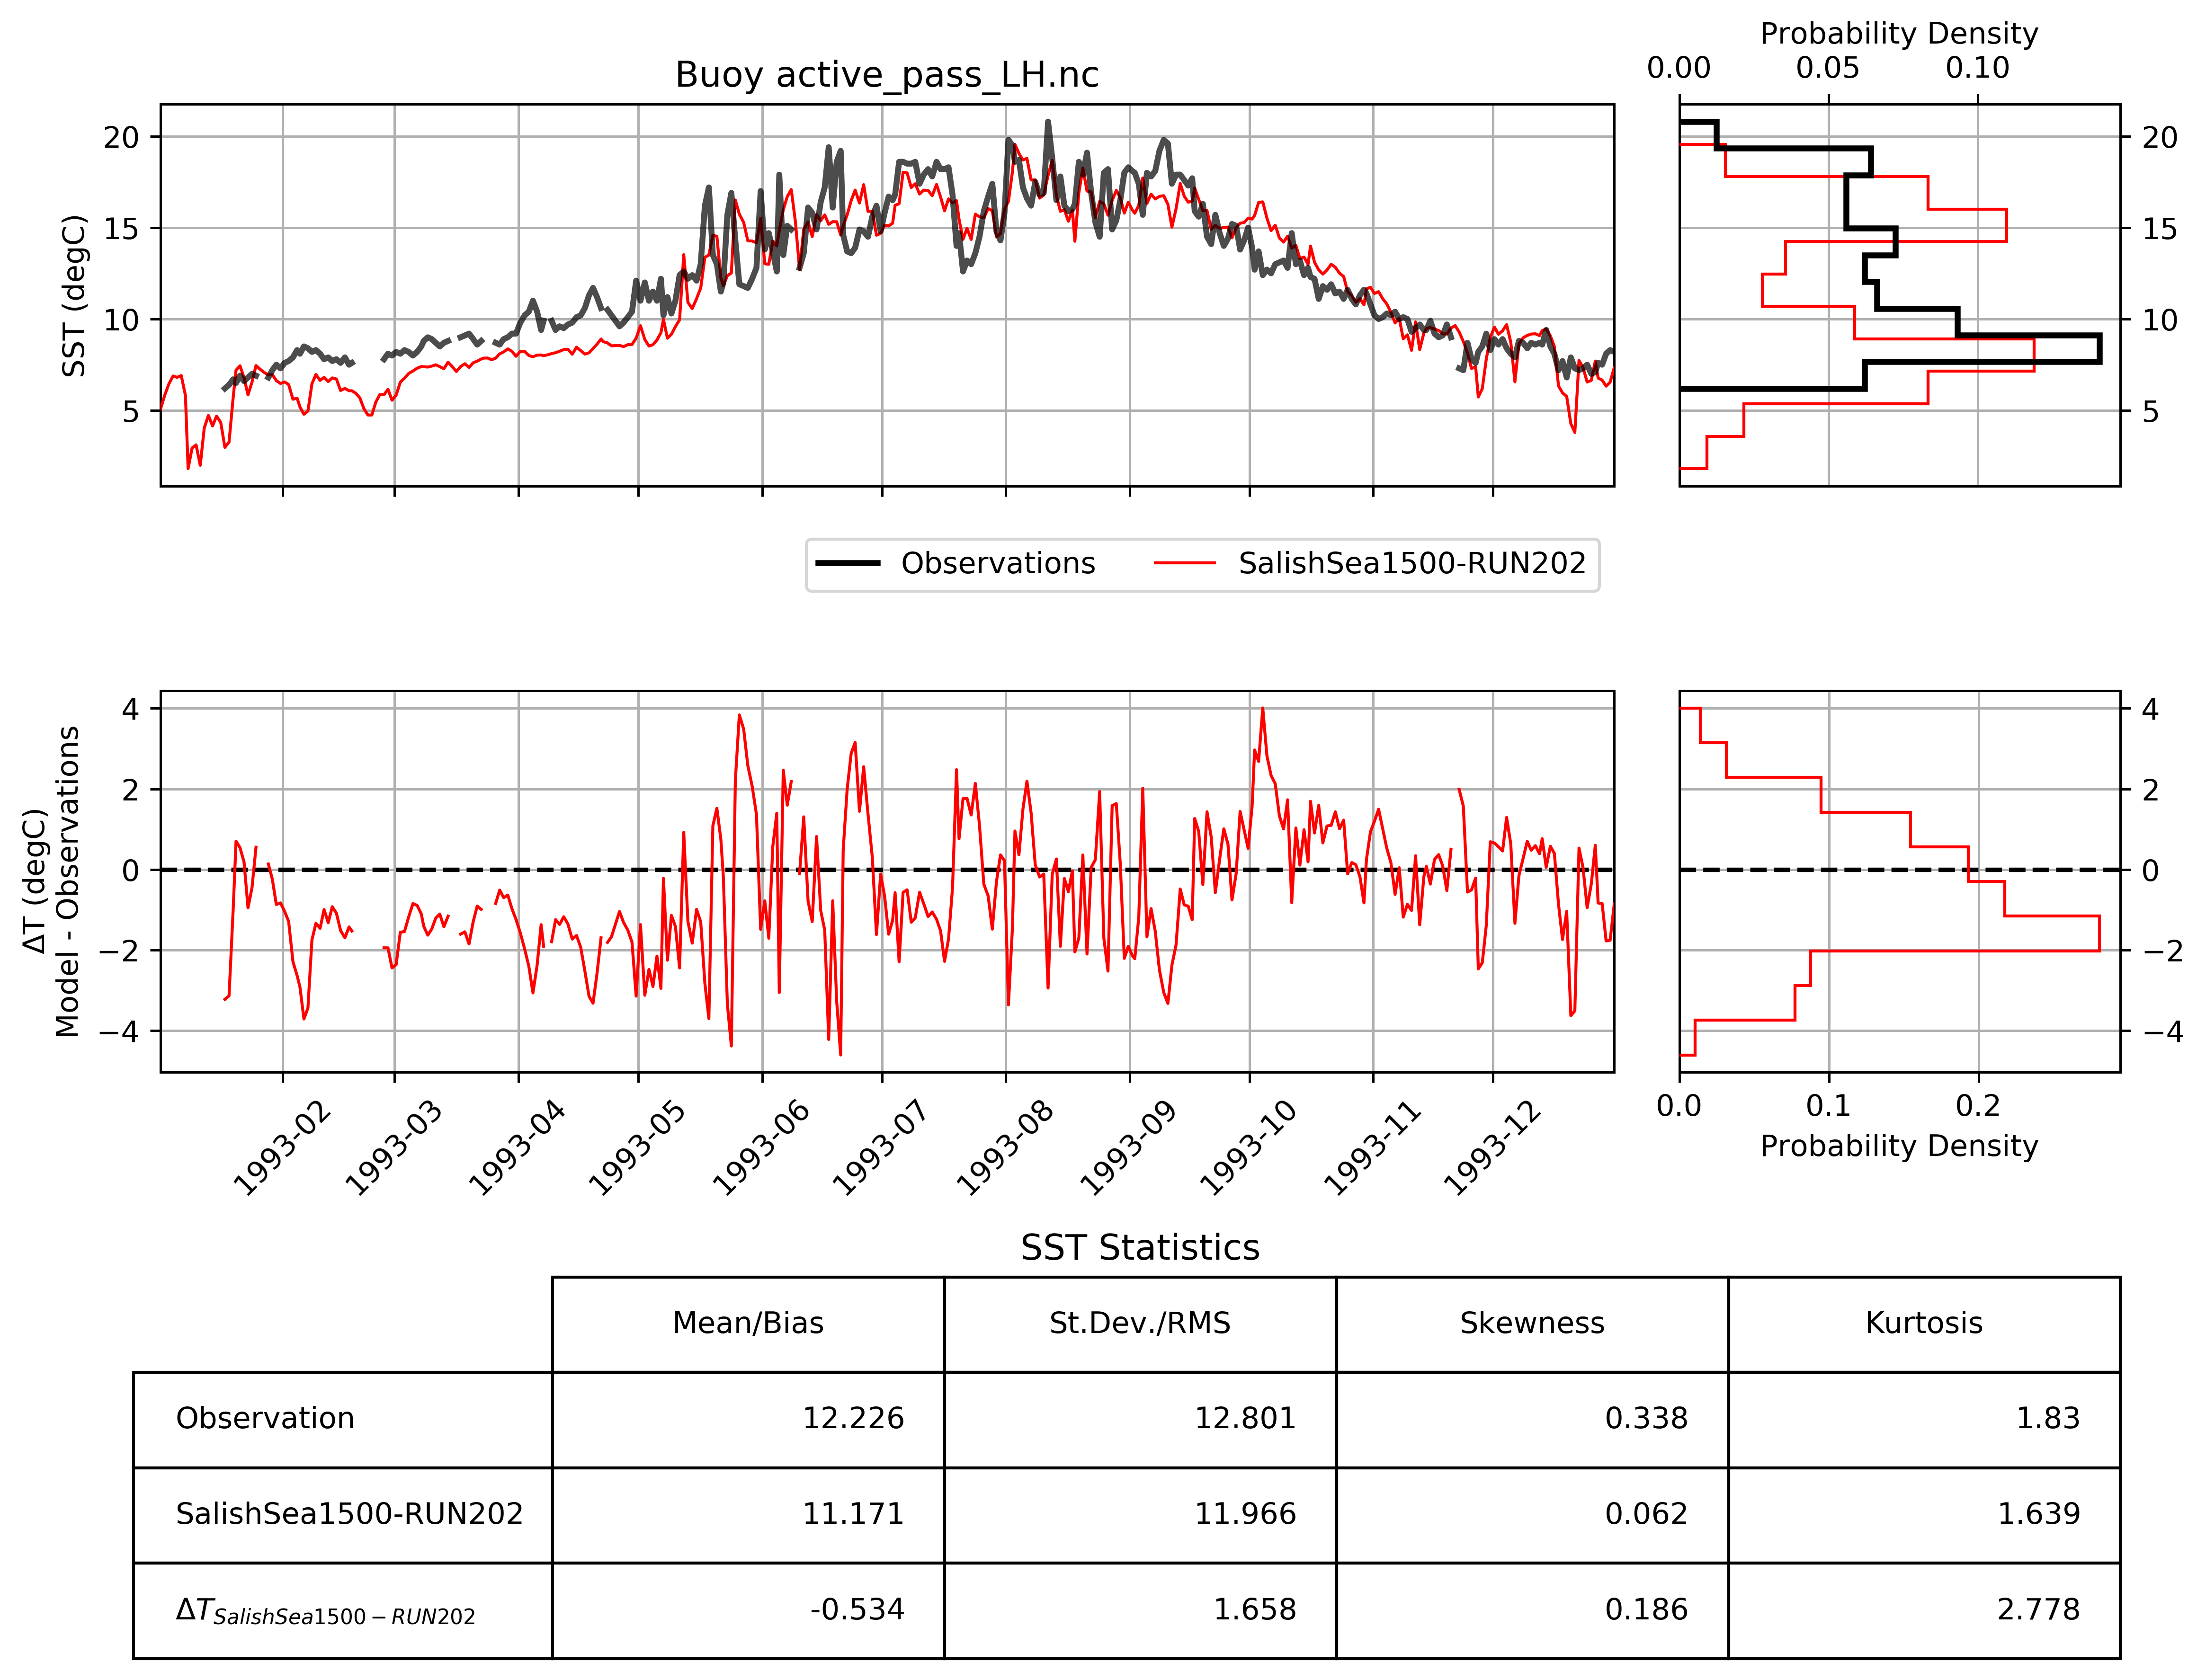 Probability Density
0.00 0.05 0.10
Buoy active_pass_LH.nc
SST (degC)
20
15
10
5
20
15
10
5
Observations SalishSea1500-RUN202
ΔT (degC)
Model - Observations
4
2
0
−2
−4
4
2
0
−2
−4
1993-02 1993-03 1993-04 1993-05 1993-06 1993-07 1993-08 1993-09 1993-10 1993-11 1993-12
0.0 0.1 0.2
Probability Density
SST Statistics
Mean/Bias St.Dev./RMS Skewness Kurtosis
Observation 12.226 12.801 0.338 1.83
SalishSea1500-RUN202 11.171 11.966 0.062 1.639
ΔT SalishSea1500−RUN202 -0.534 1.658 0.186 2.778